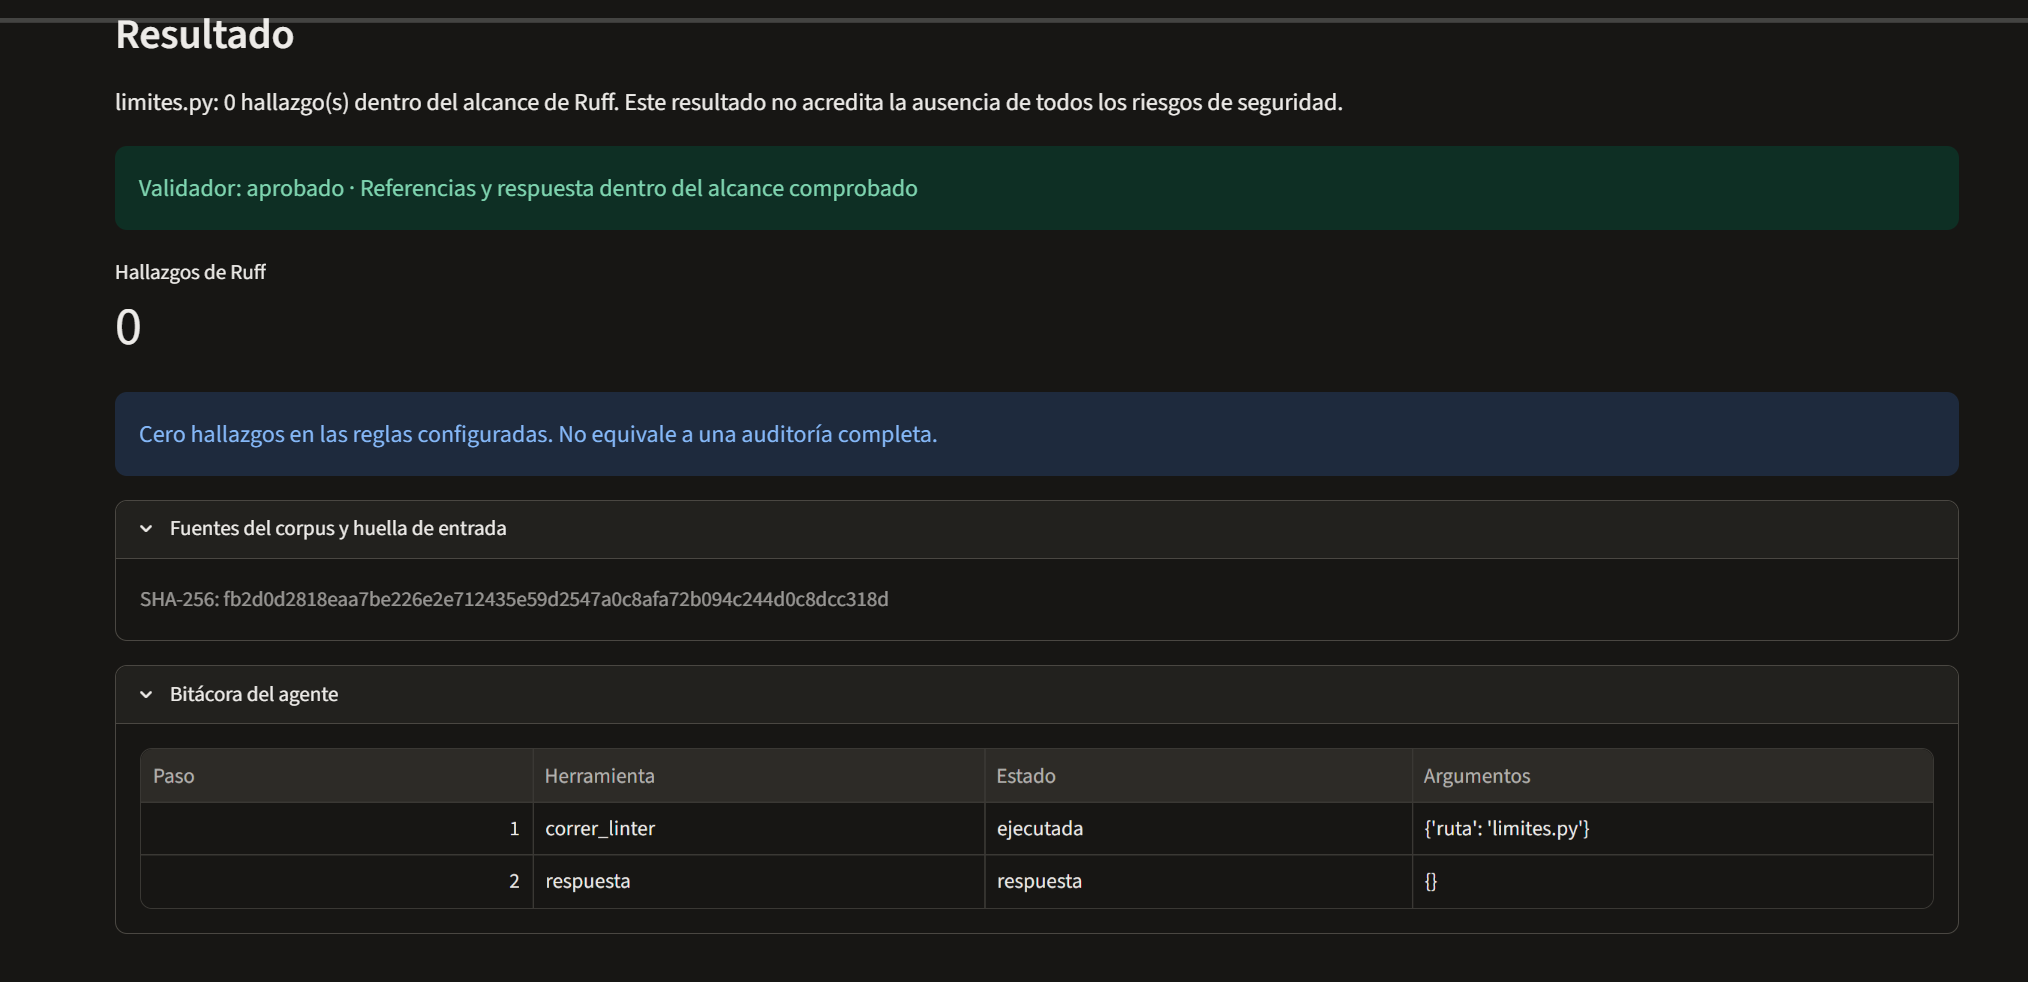 Resultado
limites.py: 0 hallazgo(s) dentro del alcance de Ruff. Este resultado no acredita la ausencia de todos los riesgos de seguridad.
Validador: aprobado · Referencias y respuesta dentro del alcance comprobado
Hallazgos de Ruff
0
Cero hallazgos en las reglas configuradas. No equivale a una auditoría completa.
Fuentes del corpus y huella de entrada
SHA-256: fb2d0d2818eaa7be226e2e712435e59d2547a0c8afa72b094c244d0c8dcc318d
Bitácora del agente
Paso Herramienta Estado Argumentos
1 correr_linter ejecutada {'ruta': 'limites.py'}
2 respuesta respuesta {}